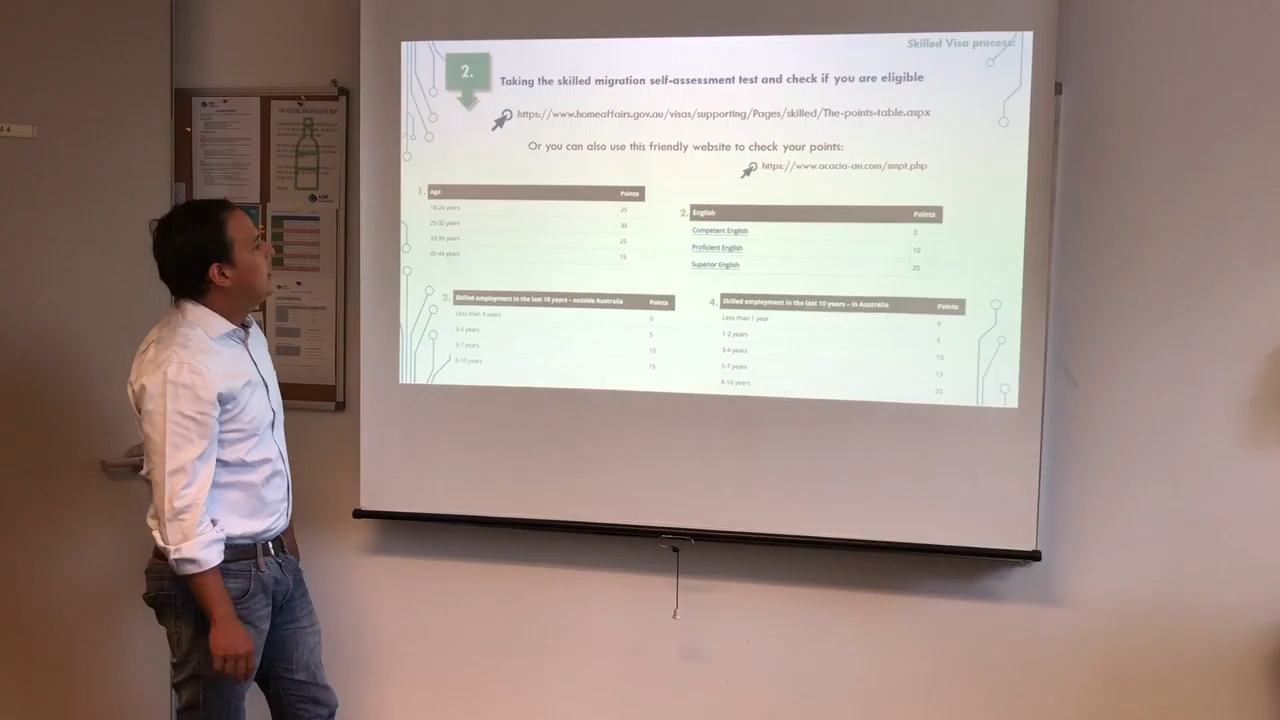 Skilled Visa process:
2.
Taking the skilled migration self-assessment test and check if you are eligible
https://www.homeaffairs.gov.au/visas/supporting/Pages/skilled/The-points-table.aspx
Or you can also use this friendly website to check your points:
https://www.acacia-au.com/smpt.php
1. Age Points
18-24 years 25
25-32 years 30
33-39 years 25
40-44 years 15
2. English Points
Competent English 0
Proficient English 10
Superior English 20
3. Skilled employment in the last 10 years – outside Australia Points
Less than 3 years 0
3-4 years 5
5-7 years 10
8-10 years 15
4. Skilled employment in the last 10 years – in Australia Points
Less than 1 year 0
1-2 years 5
3-4 years 10
5-7 years 15
8-10 years 20